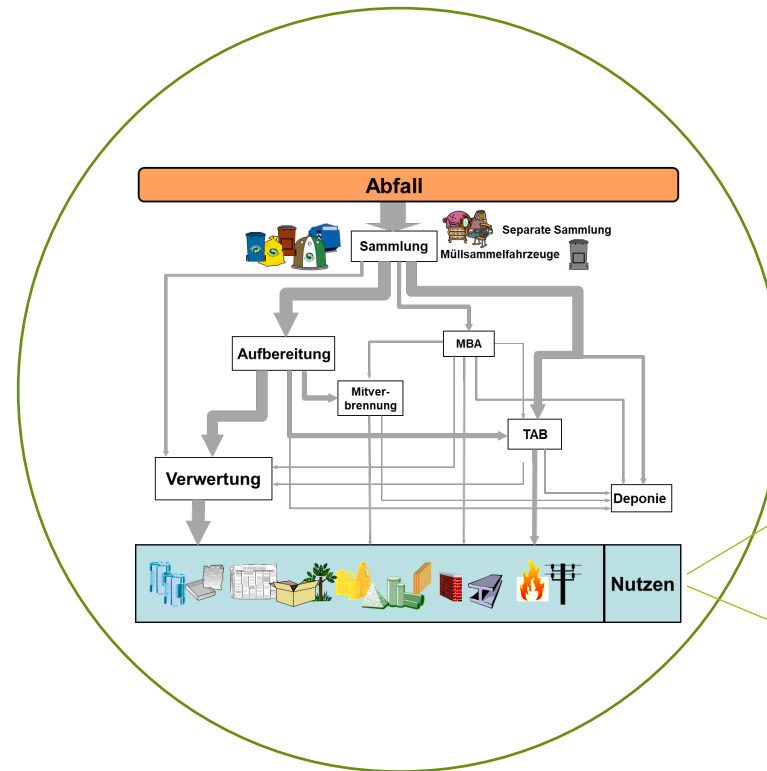 Abfall
Sammlung
Separate Sammlung
Müllsammelfahrzeuge
Aufbereitung
MBA
Mitver-
brennung
TAB
Verwertung
Deponie
Nutzen